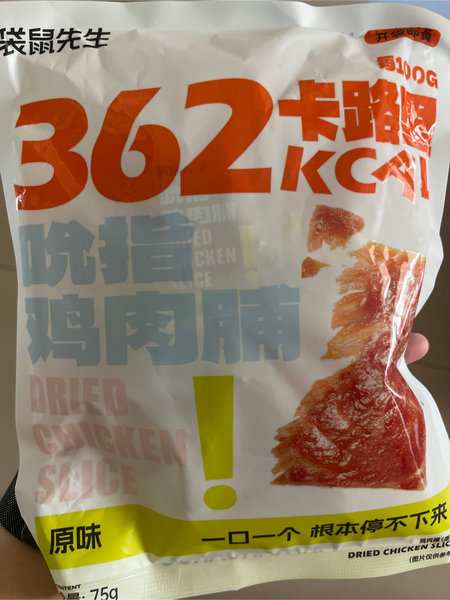 袋鼠先生
开袋即食
每100G
362卡路里
KCAL
吮指
鸡肉脯
DRIED
CHICKEN
SLICE
!
原味
一口一个 根本停不下来
DRIED CHICKEN SLICE
CONTENT
75g